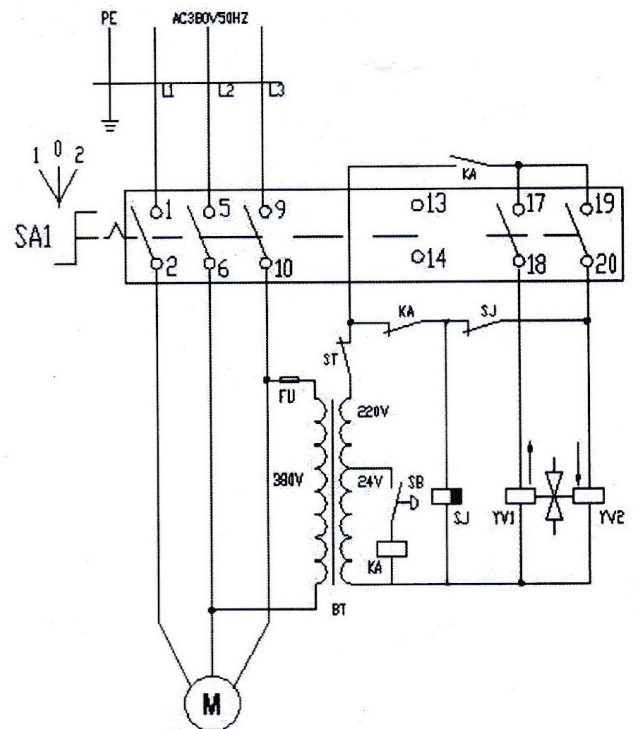 PE AC380V50HZ
L1 L2 L3
1 0 2
KA
SA1
1 5 9 13 17 19
2 6 10 14 18 20
KA SJ
ST
FU
220V
380V 24V SB
SJ YV1 YV2
KA
BT
M